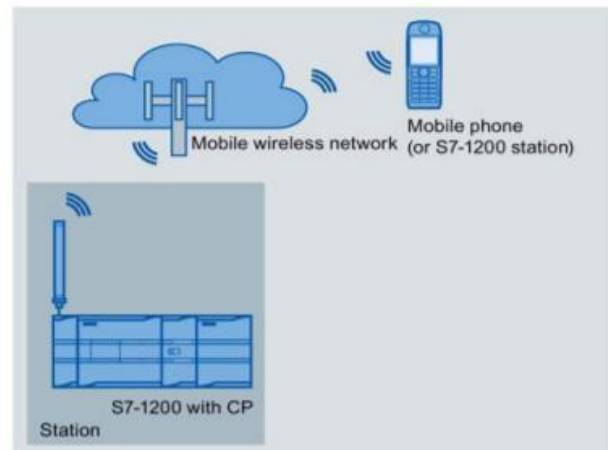 Mobile wireless network
Mobile phone
(or S7-1200 station)
S7-1200 with CP
Station